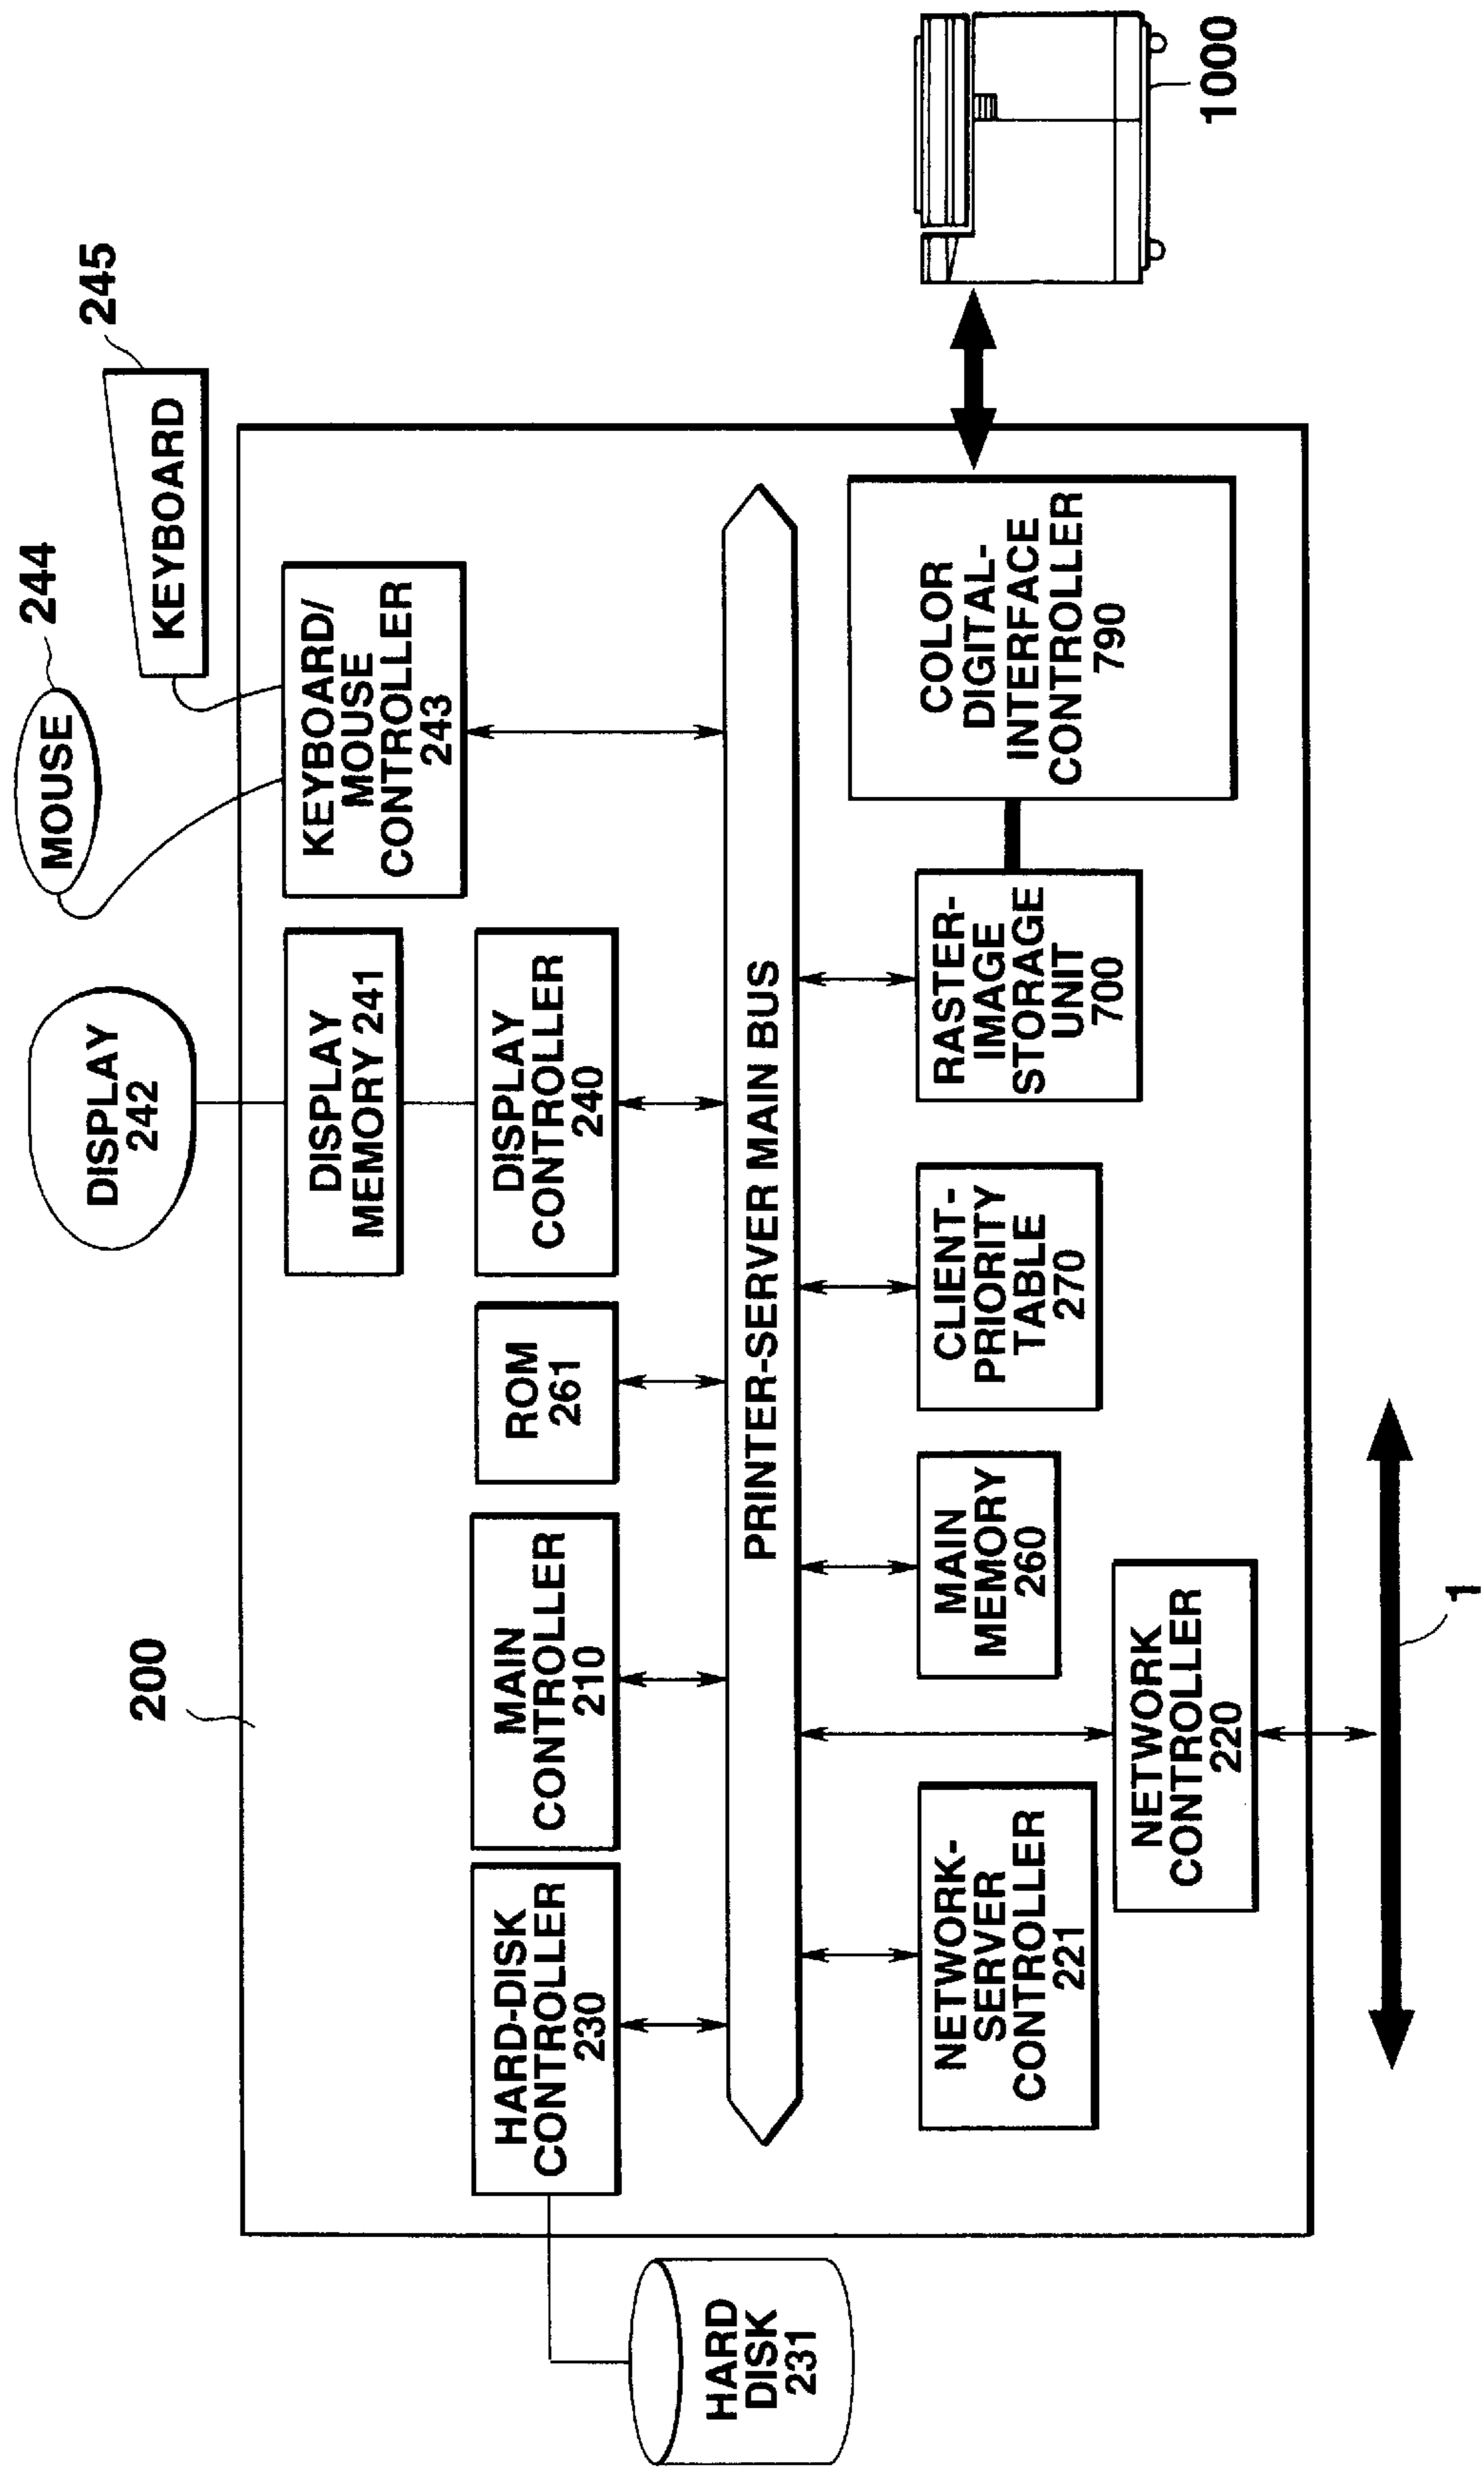 200
244
245
MOUSE
KEYBOARD
DISPLAY
242
DISPLAY
MEMORY 241
KEYBOARD/
MOUSE
CONTROLLER
243
HARD-DISK
CONTROLLER
230
MAIN
CONTROLLER
210
ROM
261
DISPLAY
CONTROLLER
240
HARD
DISK
231
PRINTER-SERVER MAIN BUS
NETWORK-
SERVER
CONTROLLER
221
MAIN
MEMORY
260
CLIENT-
PRIORITY
TABLE
270
RASTER-
IMAGE
STORAGE
UNIT
700
COLOR
DIGITAL-
INTERFACE
CONTROLLER
790
NETWORK
CONTROLLER
220
1000
1